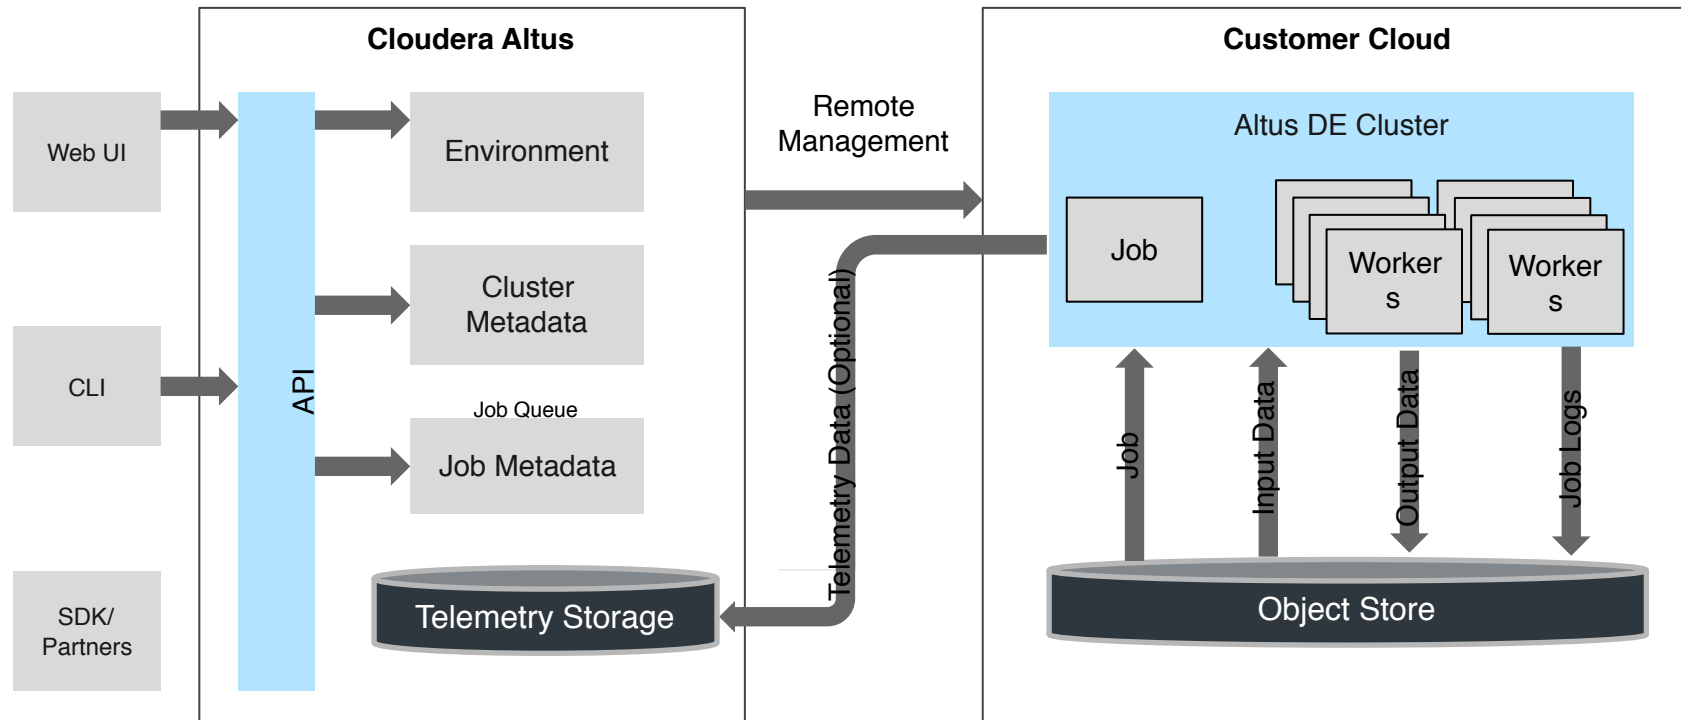 Cloudera Altus
Customer Cloud
Web UI
CLI
SDK/
Partners
API
Environment
Cluster
Metadata
Job Queue
Job Metadata
Telemetry Storage
Remote
Management
Telemetry Data (Optional)
Altus DE Cluster
Job
Worker
s
Worker
s
Job
Input Data
Output Data
Job Logs
Object Store